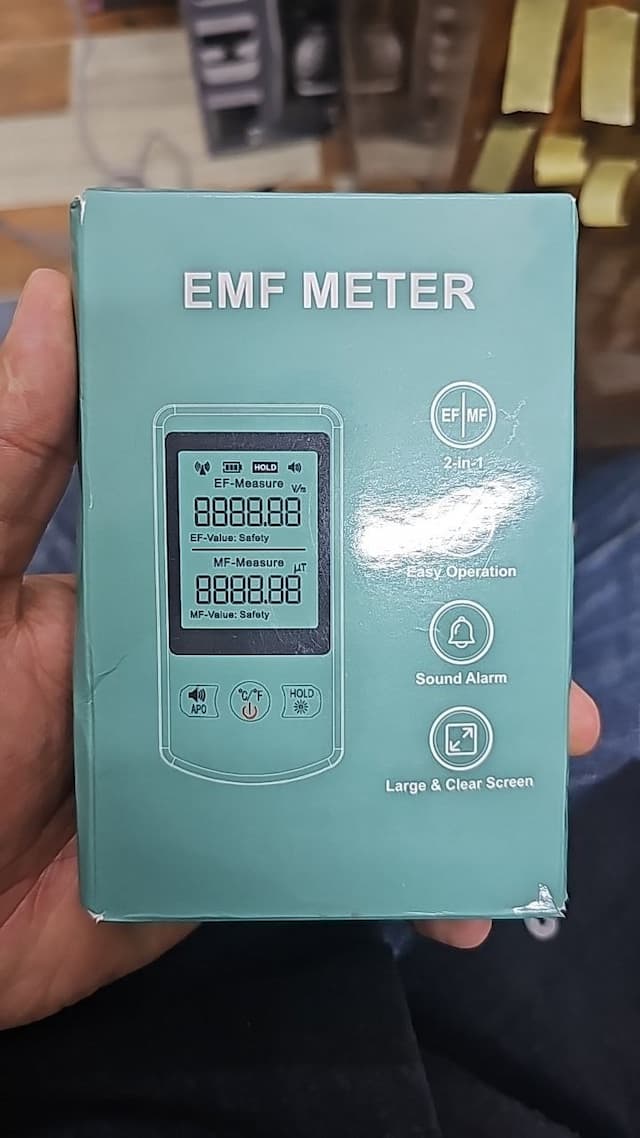 EMF METER
HOLD
EF-Measure V/m
8888.88
EF-Value: Safety
MF-Measure μT
8888.88
MF-Value: Safety
APO
°C/°F
HOLD
EF MF
2-in-1
Easy Operation
Sound Alarm
Large & Clear Screen